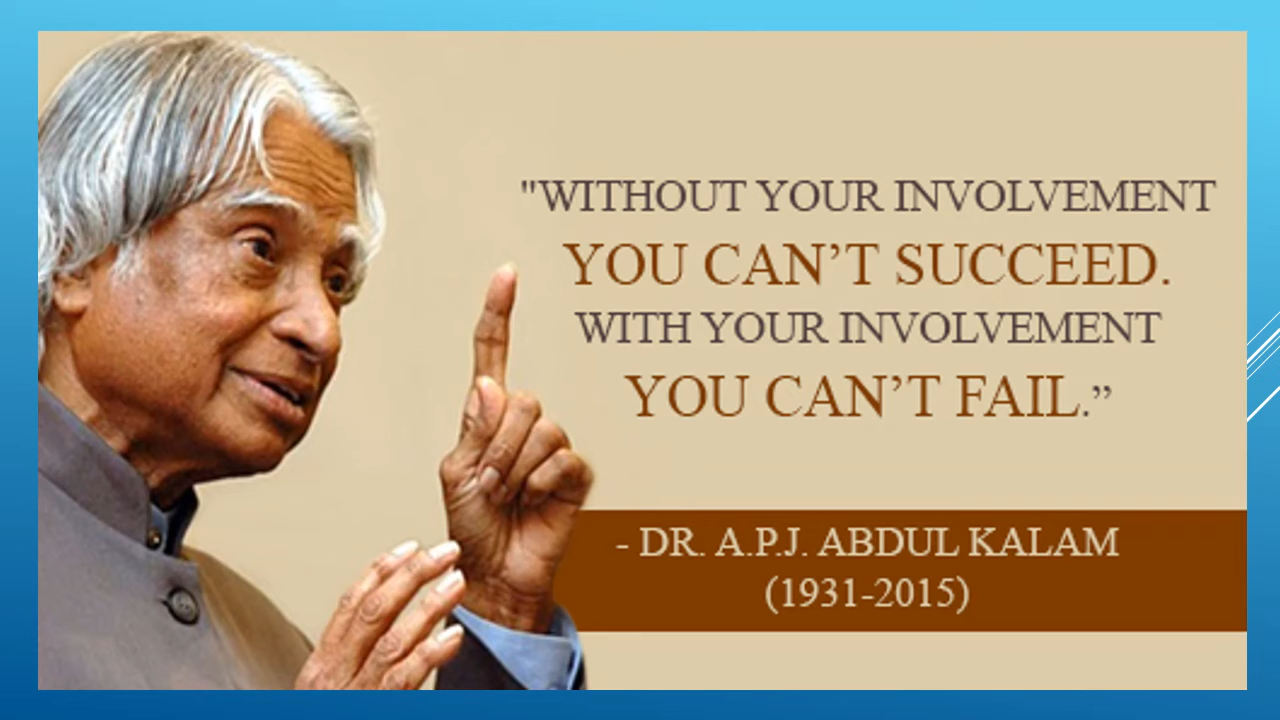 "WITHOUT YOUR INVOLVEMENT
YOU CAN’T SUCCEED.
WITH YOUR INVOLVEMENT
YOU CAN’T FAIL.”
- DR. A.P.J. ABDUL KALAM
(1931-2015)